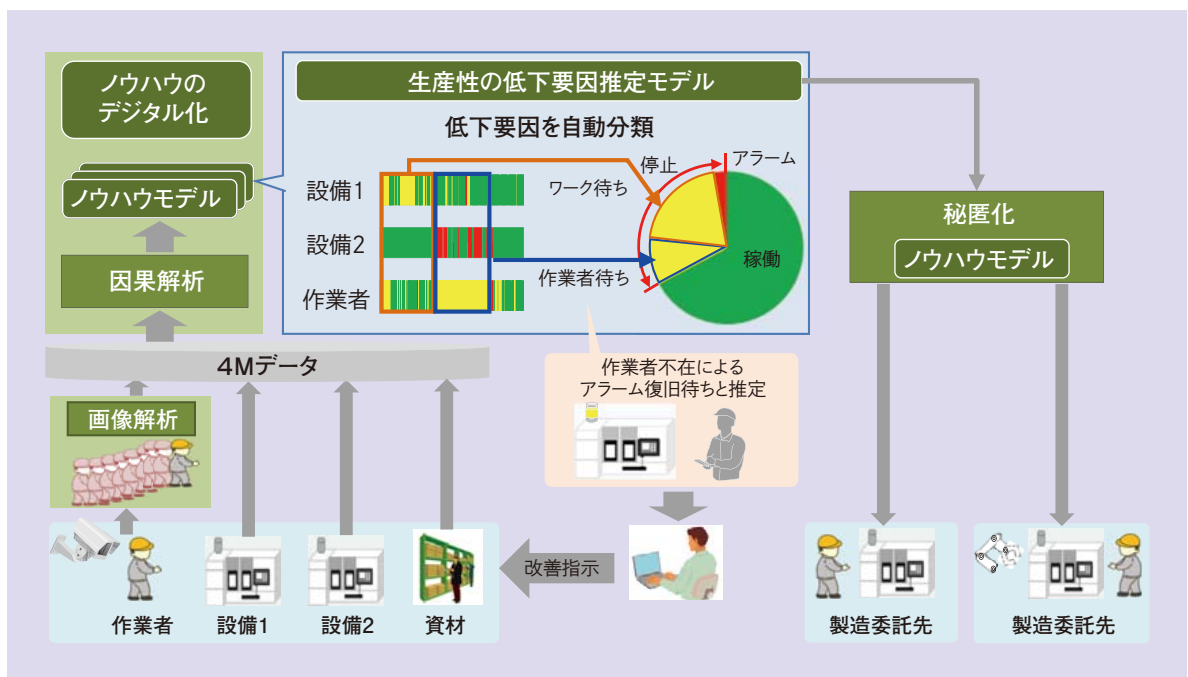 ノウハウの
デジタル化
ノウハウモデル
因果解析
生産性の低下要因推定モデル
低下要因を自動分類
設備1
設備2
作業者
停止
アラーム
ワーク待ち
作業者待ち
稼働
秘匿化
ノウハウモデル
4Mデータ
作業者不在による
アラーム復旧待ちと推定
画像解析
改善指示
作業者
設備1
設備2
資材
製造委託先
製造委託先